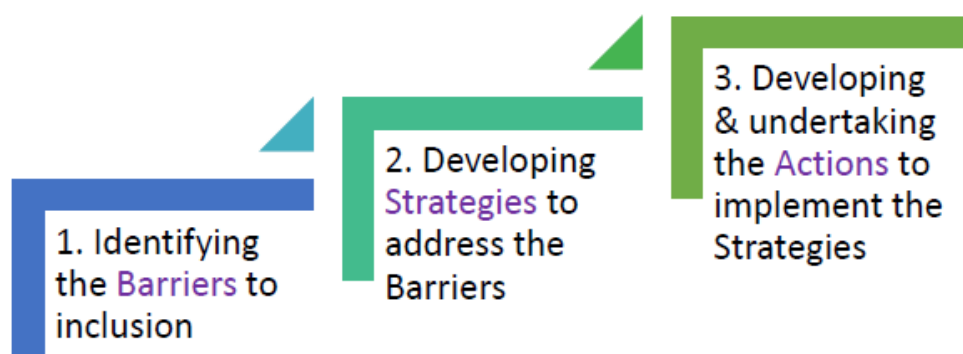 1. Identifying
the Barriers to
inclusion
2. Developing
Strategies to
address the
Barriers
3. Developing
& undertaking
the Actions to
implement the
Strategies